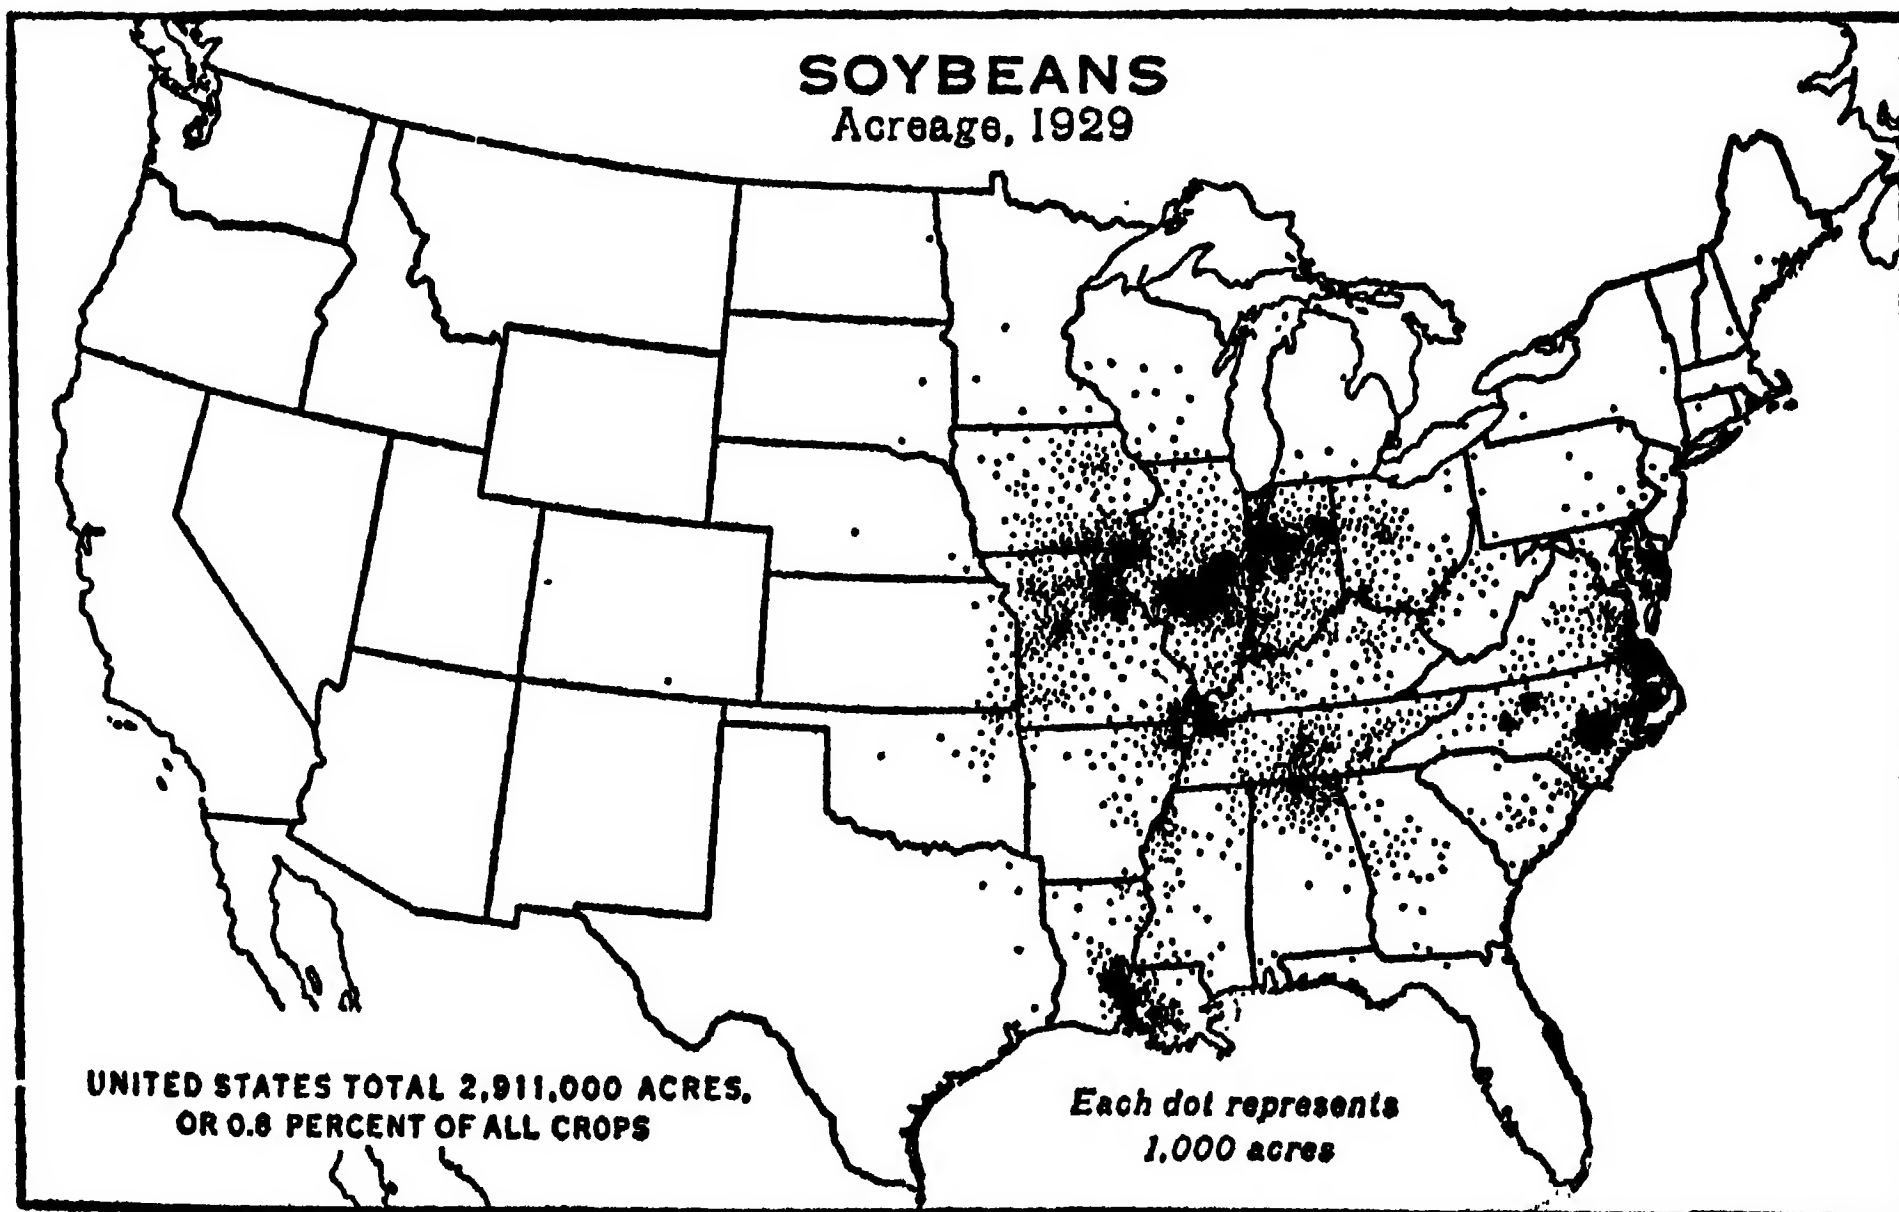 SOYBEANS
Acreage, 1929
UNITED STATES TOTAL 2,911,000 ACRES,
OR 0.8 PERCENT OF ALL CROPS
Each dot represents
1,000 acres